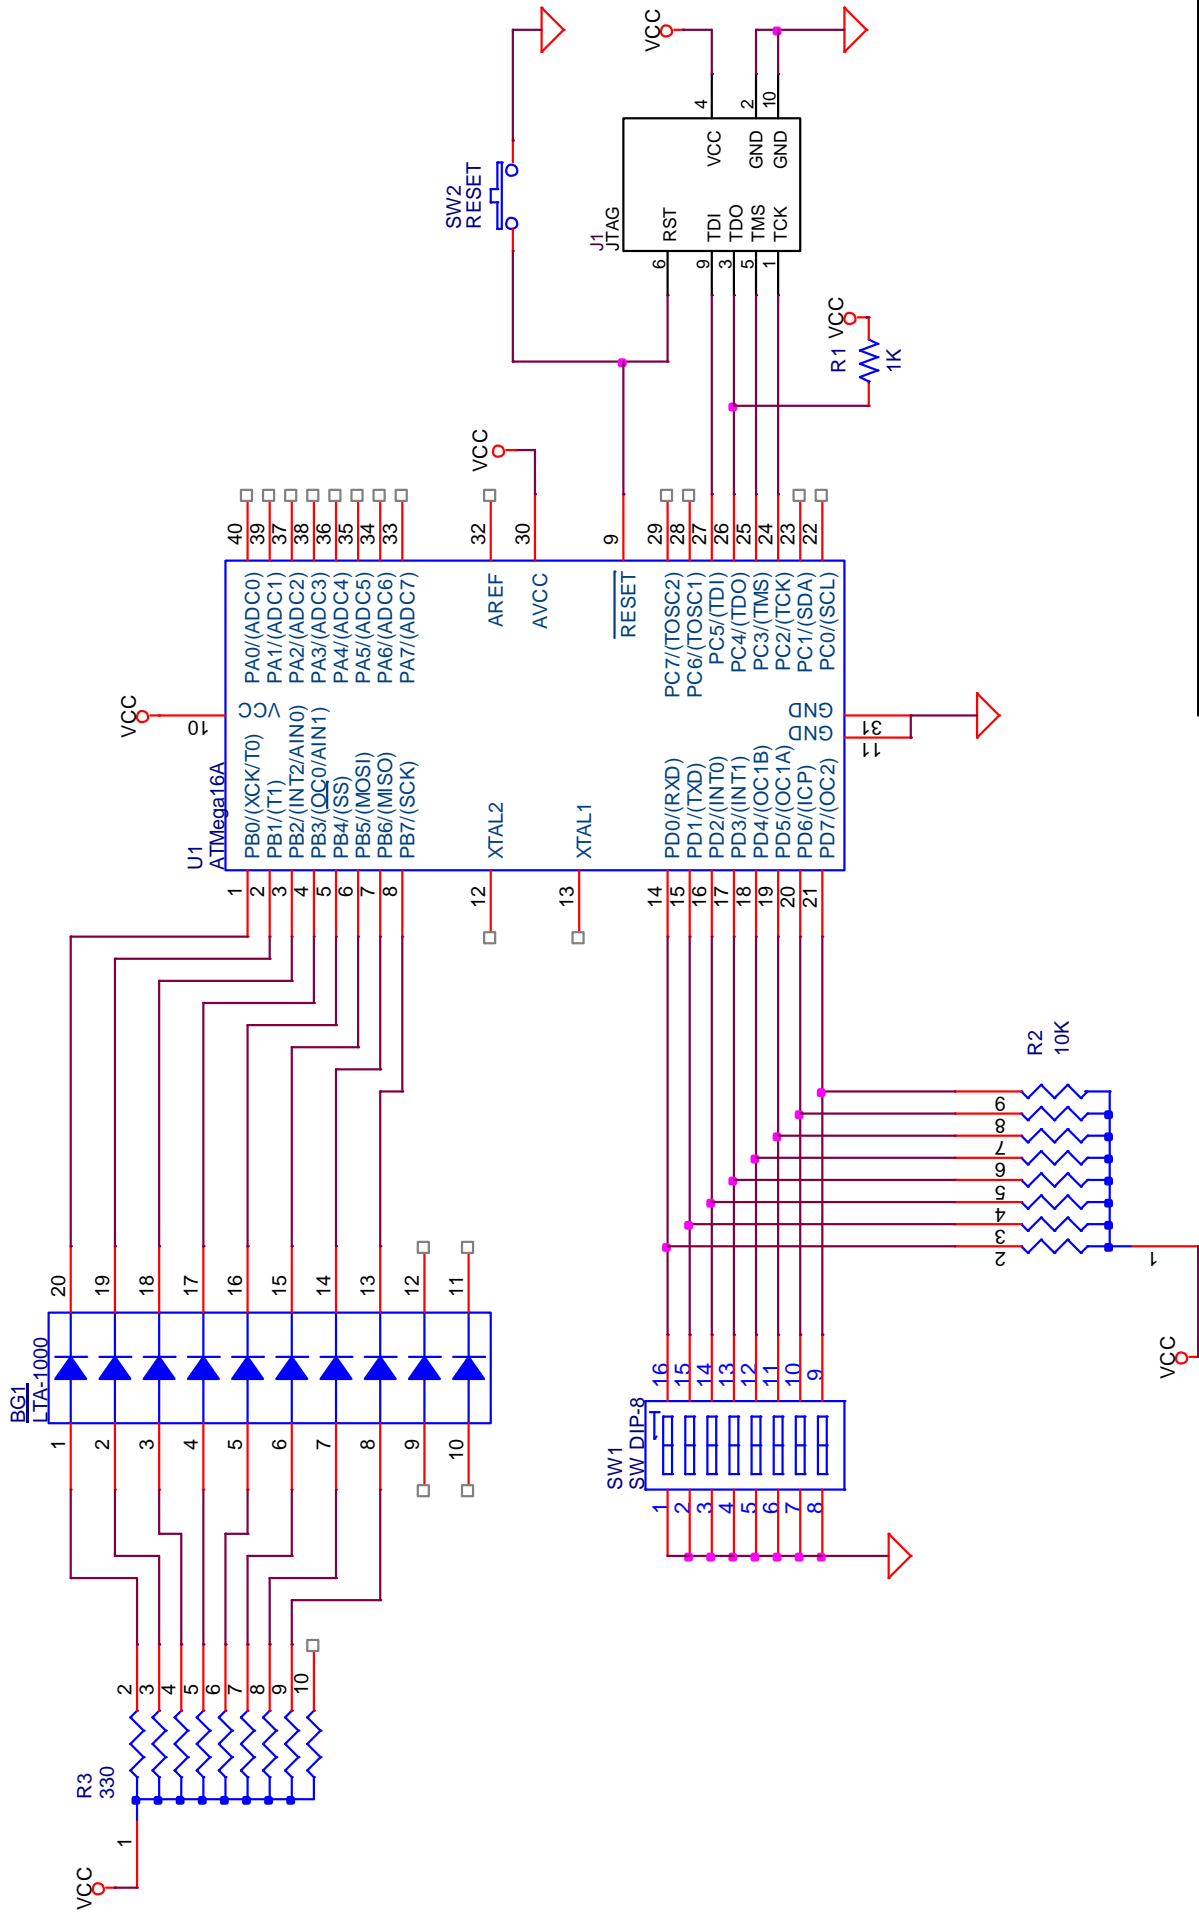 VCC
1
R3
330
2
3
4
5
6
7
8
9
10
BG1
LTA-1000
1
2
3
4
5
6
7
8
9
10
20
19
18
17
16
15
14
13
12
11
U1
ATMega16A
1
2
3
4
5
6
7
8
12
13
14
15
16
17
18
19
20
21
PB0/(XCK/T0)
PB1/(T1)
PB2/(INT2/AIN0)
PB3/(OC0/AIN1)
PB4/(SS)
PB5/(MOSI)
PB6/(MISO)
PB7/(SCK)
XTAL2
XTAL1
PD0/(RXD)
PD1/(TXD)
PD2/(INT0)
PD3/(INT1)
PD4/(OC1B)
PD5/(OC1A)
PD6/(ICP)
PD7/(OC2)
VCC
10
VCC
GND
GND
11
31
PA0/(ADC0)
PA1/(ADC1)
PA2/(ADC2)
PA3/(ADC3)
PA4/(ADC4)
PA5/(ADC5)
PA6/(ADC6)
PA7/(ADC7)
AREF
AVCC
RESET
PC7/(TOSC2)
PC6/(TOSC1)
PC5/(TDI)
PC4/(TDO)
PC3/(TMS)
PC2/(TCK)
PC1/(SDA)
PC0/(SCL)
40
39
37
38
36
35
34
33
32
30
9
29
28
27
26
25
24
23
22
VCC
SW2
RESET
J1
JTAG
6
9
3
5
1
RST
TDI
TDO
TMS
TCK
VCC
GND
GND
4
2
10
VCC
R1
1K
VCC
SW1
SW DIP-8
1
2
3
4
5
6
7
8
16
15
14
13
12
11
10
9
R2
10K
9
8
7
6
5
4
3
2
1
VCC